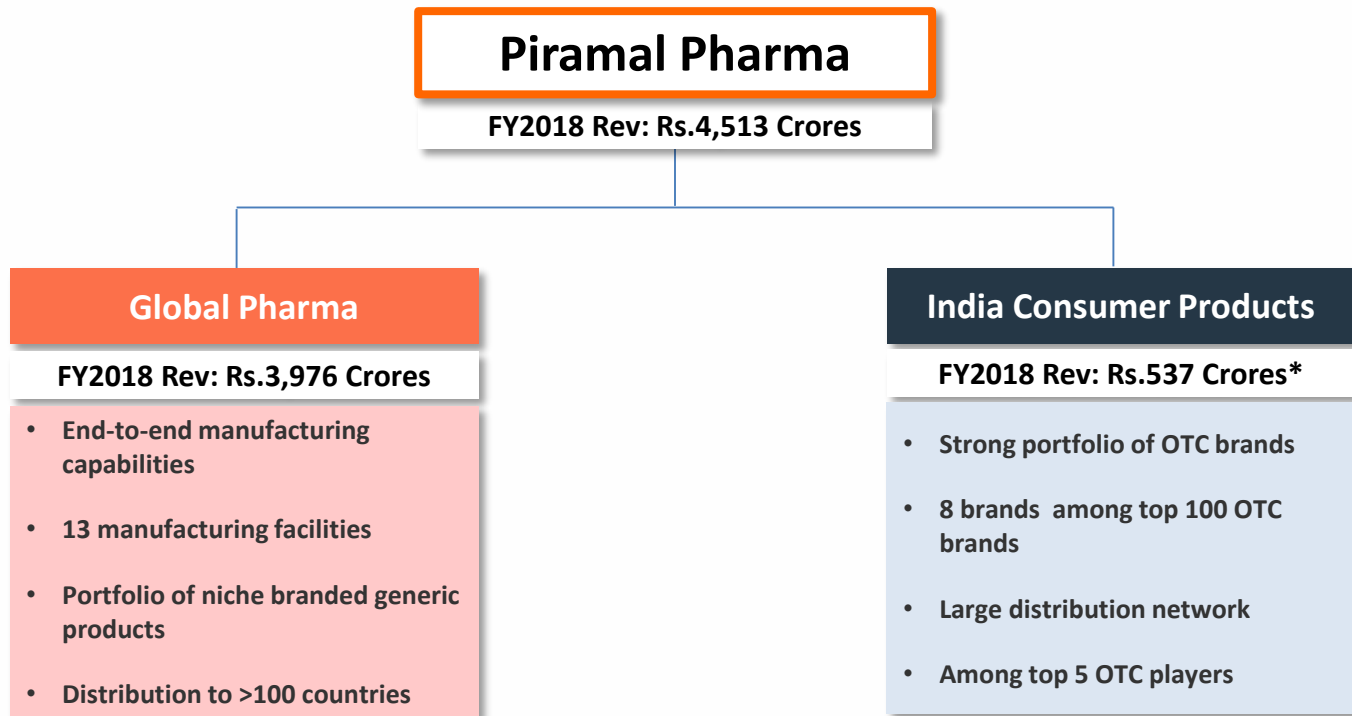 Piramal Pharma
FY2018 Rev: Rs.4,513 Crores
Global Pharma
FY2018 Rev: Rs.3,976 Crores
• End-to-end manufacturing
capabilities
• 13 manufacturing facilities
• Portfolio of niche branded generic
products
• Distribution to >100 countries
India Consumer Products
FY2018 Rev: Rs.537 Crores*
• Strong portfolio of OTC brands
• 8 brands among top 100 OTC
brands
• Large distribution network
• Among top 5 OTC players